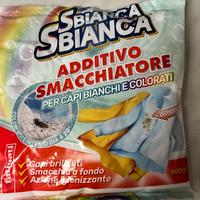 SBIANCA
SBIANCA
ADDITIVO
SMACCHIATORE
PER CAPI BIANCHI E COLORATI
Capi brillanti
Smacchia a fondo
Azione igienizzante
500g